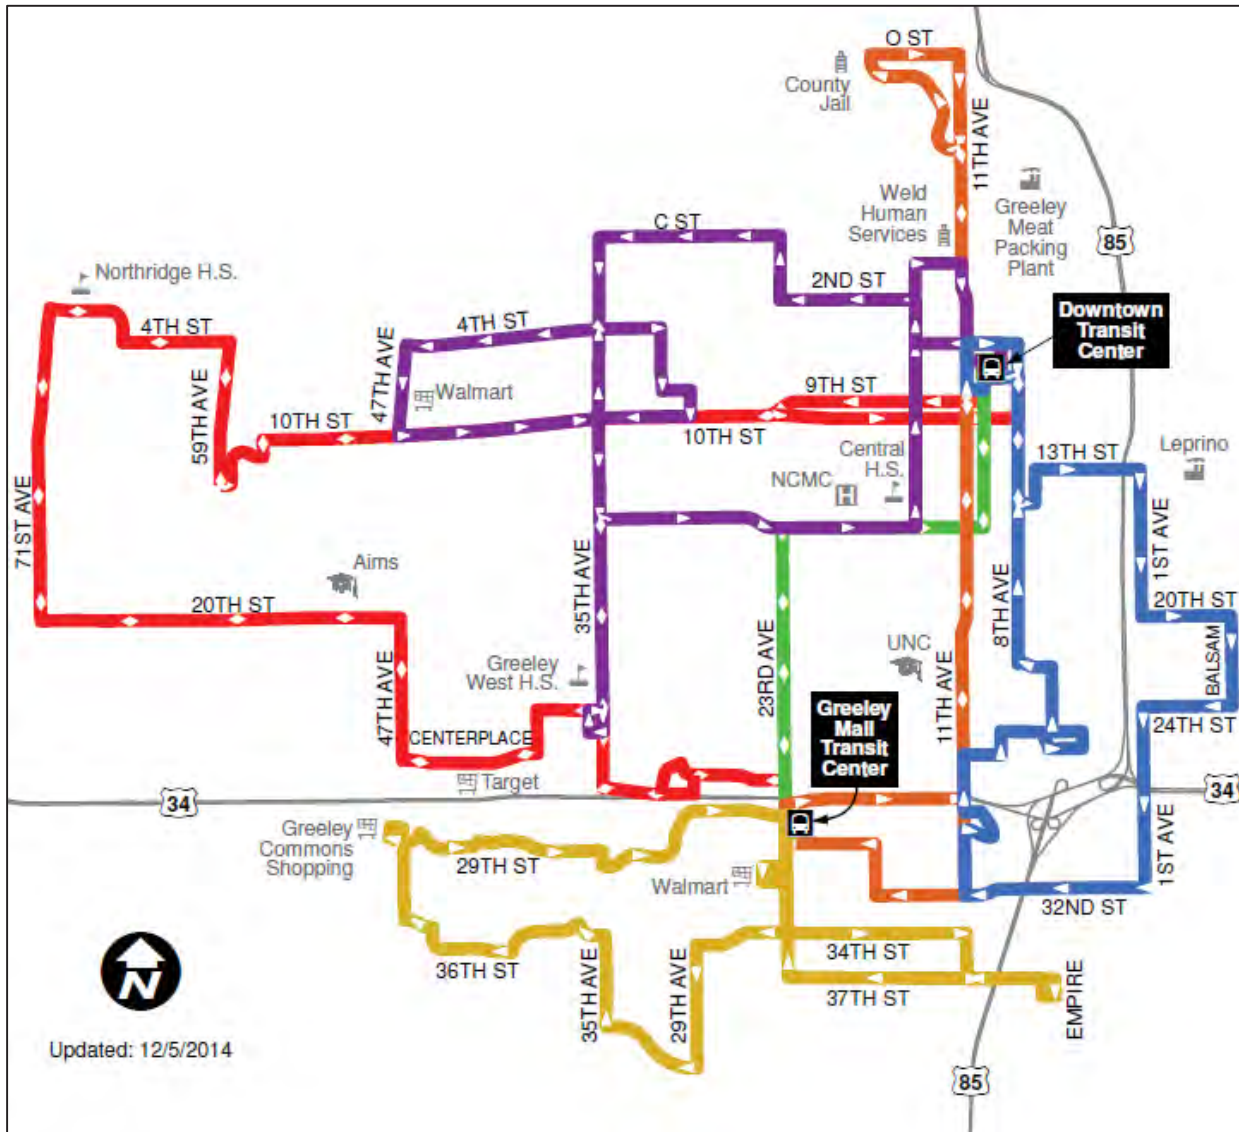 O ST
County
Jail
11TH AVE
Weld
Human
Services
Greeley
Meat
Packing
Plant
85
C ST
Northridge H.S.
2ND ST
Downtown
Transit
Center
4TH ST
4TH ST
47TH AVE
59TH AVE
Walmart
9TH ST
10TH ST
10TH ST
Central
H.S.
13TH ST
Leprino
NCMC
H
71ST AVE
1ST AVE
Aims
20TH ST
35TH AVE
8TH AVE
20TH ST
BALSAM
UNC
Greeley
West H.S.
47TH AVE
23RD AVE
11TH AVE
24TH ST
Greeley
Mall
Transit
Center
CENTERPLACE
Target
34
34
Greeley
Commons
Shopping
29TH ST
Walmart
1ST AVE
32ND ST
36TH ST
35TH AVE
29TH AVE
34TH ST
37TH ST
EMPIRE
N
Updated: 12/5/2014
85